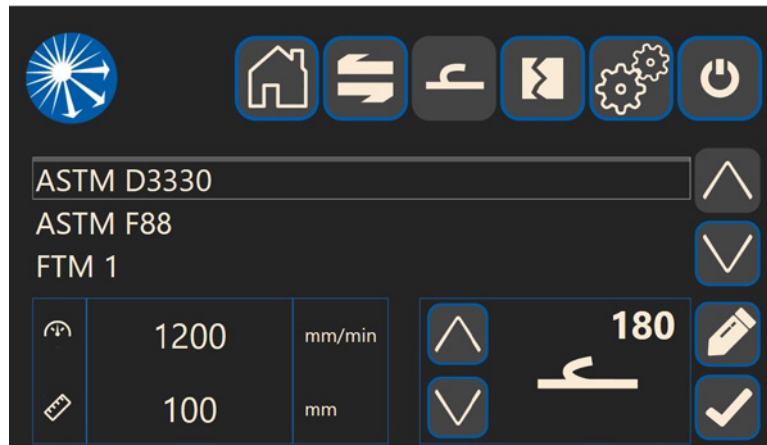 ASTM D3330
ASTM F88
FTM 1
1200 mm/min
180
100 mm